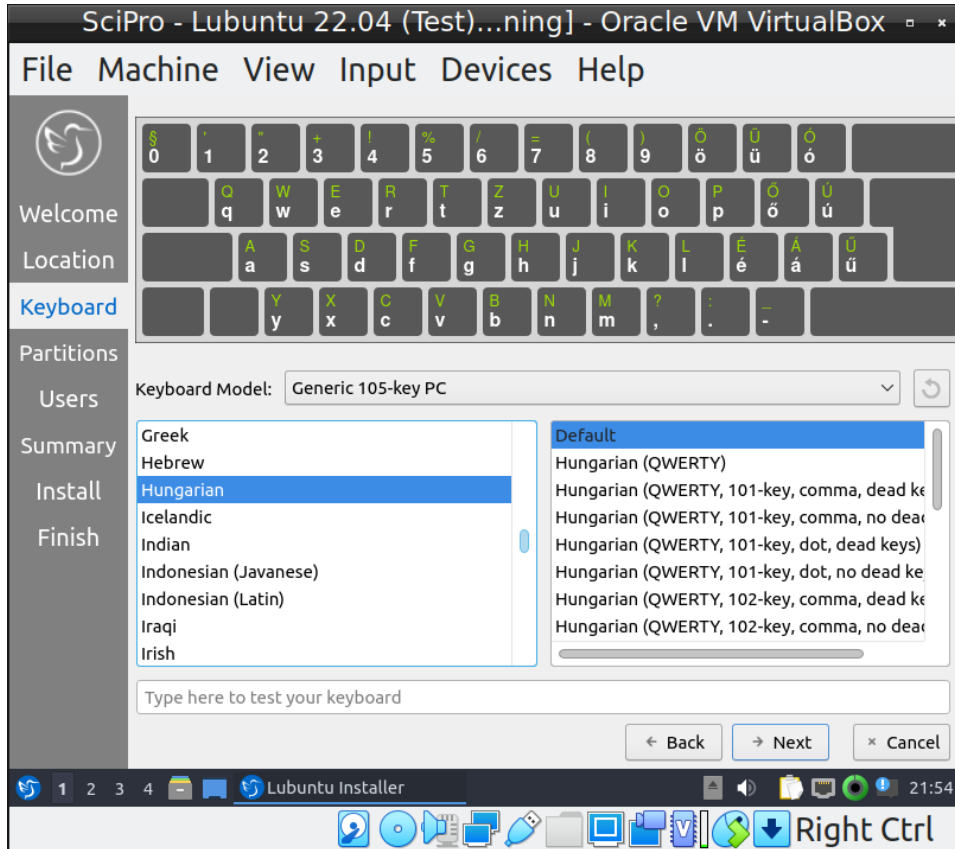 SciPro - Lubuntu 22.04 (Test)...ning] - Oracle VM VirtualBox
File Machine View Input Devices Help
§ ' " + ! % / = ( ) Ö Ü Ó
0 1 2 3 4 5 6 7 8 9 ö ü ó
Q W E R T Z U I O P Ő Ú
q w e r t z u i o p ő ú
A S D F G H J K L É Á Ű
a s d f g h j k l é á ű
Y X C V B N M ? : _
y x c v b n m , . -
Welcome
Location
Keyboard
Partitions
Users
Summary
Install
Finish
Keyboard Model: Generic 105-key PC
Greek
Hebrew
Hungarian
Icelandic
Indian
Indonesian (Javanese)
Indonesian (Latin)
Iraqi
Irish
Default
Hungarian (QWERTY)
Hungarian (QWERTY, 101-key, comma, dead ke
Hungarian (QWERTY, 101-key, comma, no dead
Hungarian (QWERTY, 101-key, dot, dead keys)
Hungarian (QWERTY, 101-key, dot, no dead ke
Hungarian (QWERTY, 102-key, comma, dead ke
Hungarian (QWERTY, 102-key, comma, no dead
Type here to test your keyboard
Back Next Cancel
1 2 3 4 Lubuntu Installer 21:54
Right Ctrl